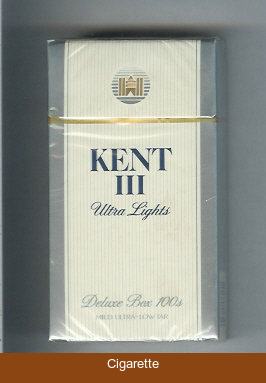 KENT
III
Ultra Lights
Deluxe Box 100s
MILD ULTRA-LOW TAR
Cigarette